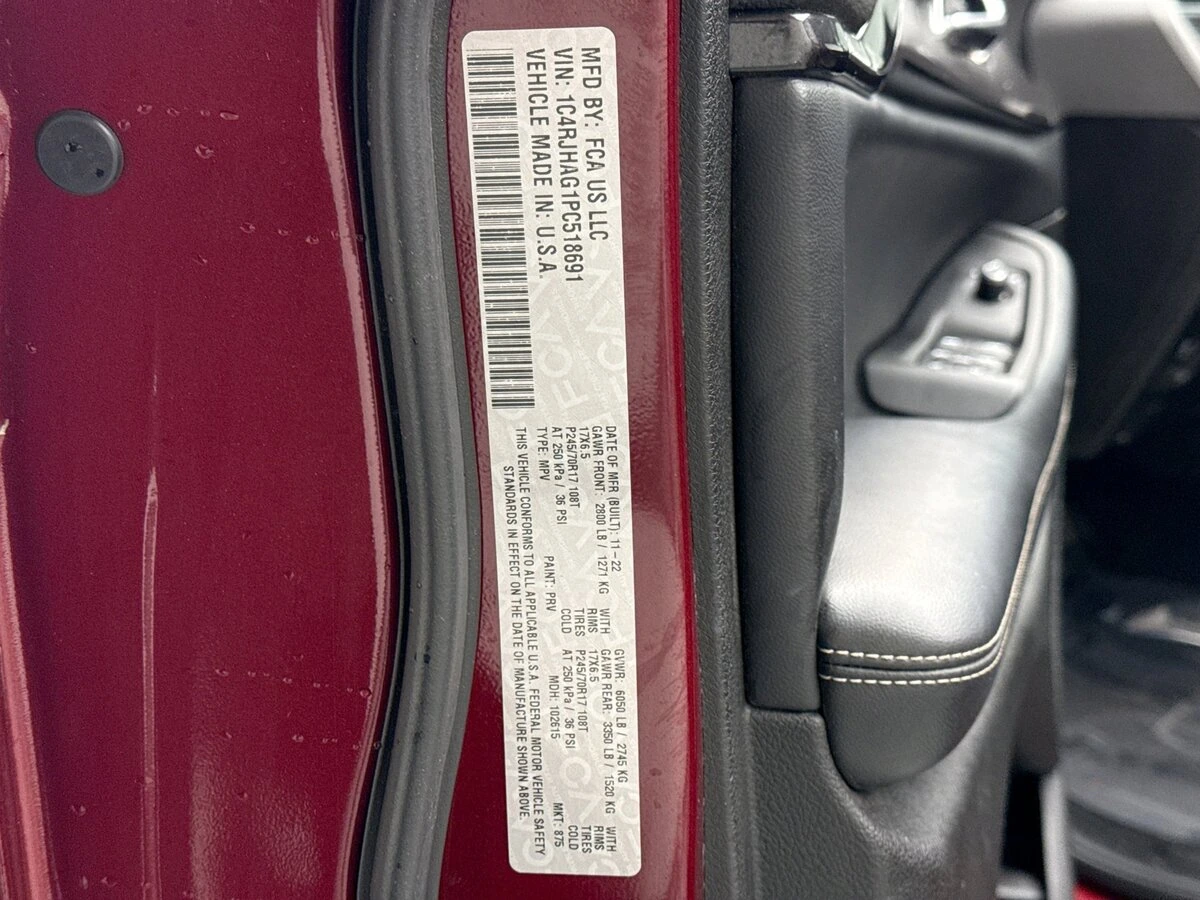 MFD BY: FCA US LLC
VIN: 1C4RJHAG1PC518691
VEHICLE MADE IN: U.S.A.
DATE OF MFR (BUILT): 11-22 GVWR: 6050 LB / 2745 KG
GAWR FRONT: 2800 LB / 1271 KG WITH GAWR REAR: 3350 LB / 1520 KG WITH
17X6.5 RIMS 17X6.5 RIMS
P245/70R17 108T TIRES P245/70R17 108T TIRES
AT 250 kPa / 36 PSI COLD AT 250 kPa / 36 PSI COLD
TYPE: MPV PAINT: PRV MDH: 102615 MKT: 875
THIS VEHICLE CONFORMS TO ALL APPLICABLE U.S.A. FEDERAL MOTOR VEHICLE SAFETY
STANDARDS IN EFFECT ON THE DATE OF MANUFACTURE SHOWN ABOVE.